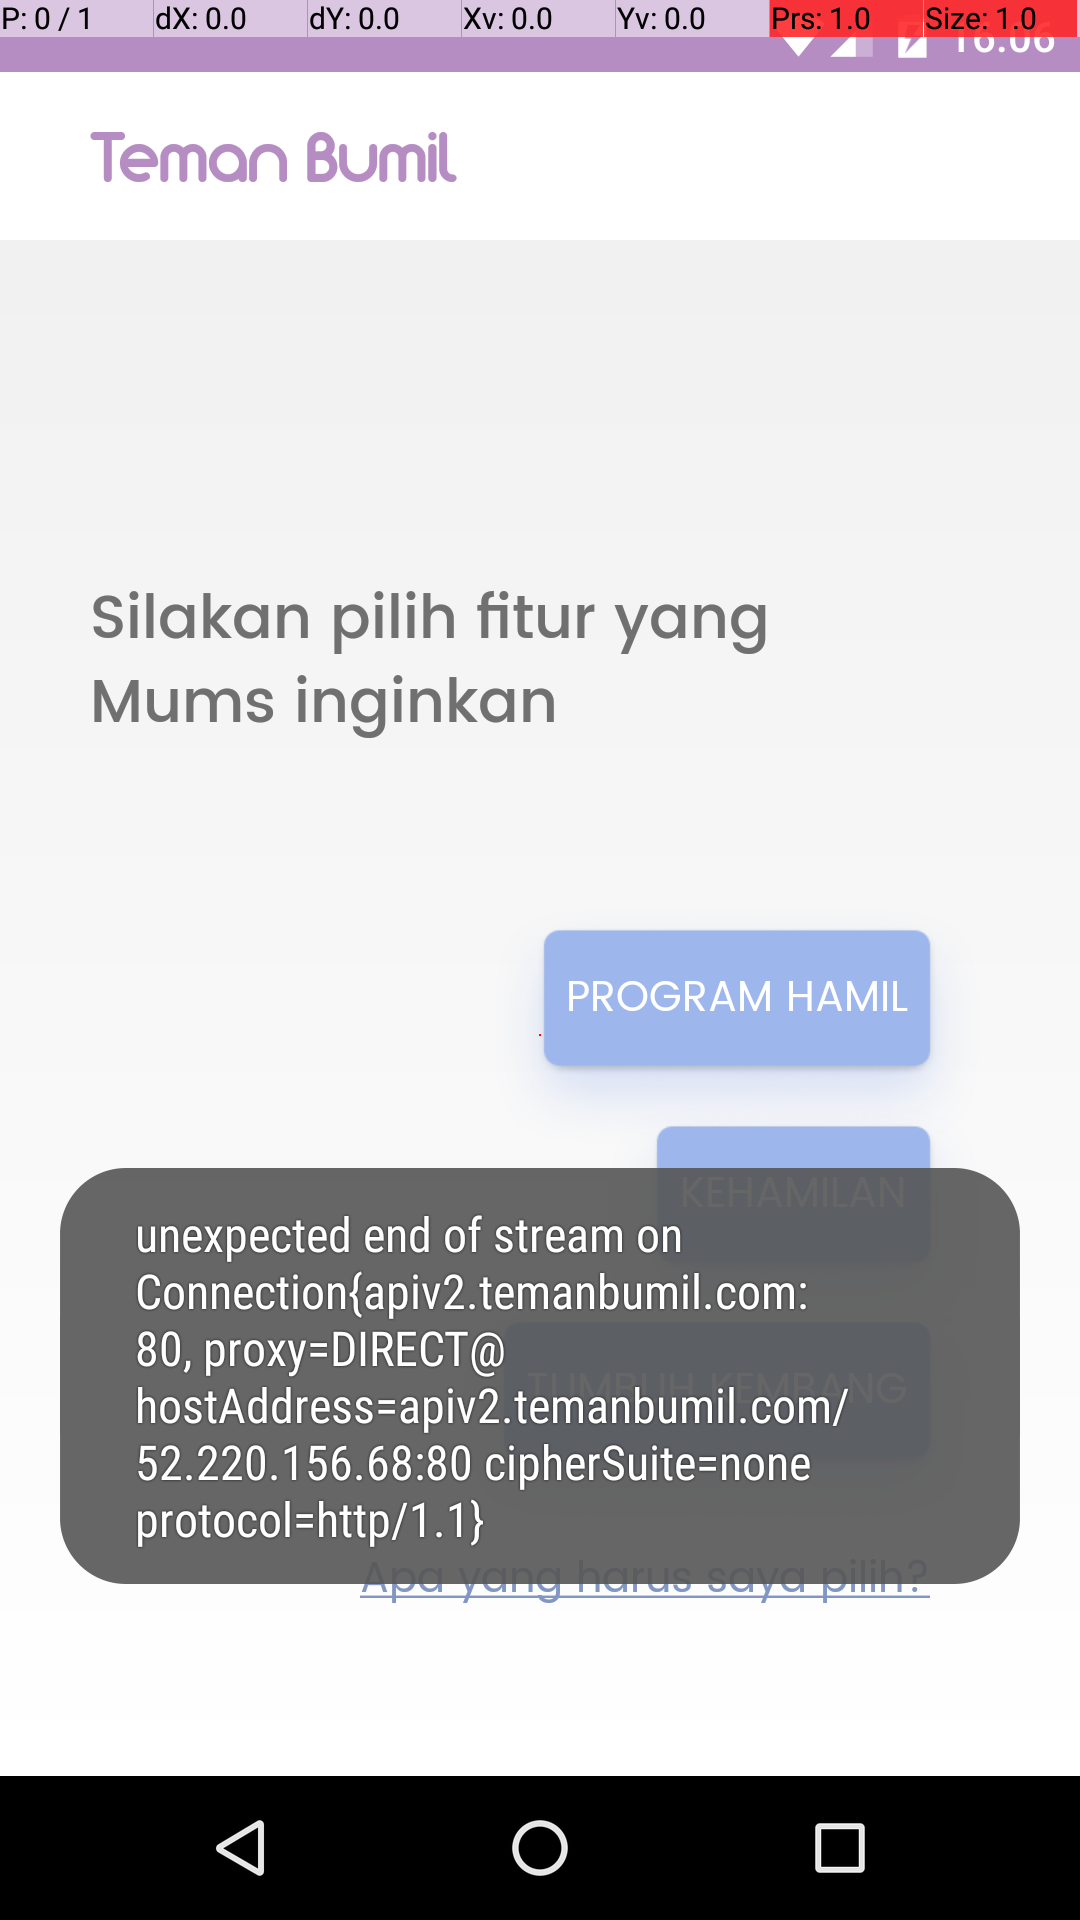 P: 0 / 1 dX: 0.0 dY: 0.0 Xv: 0.0 Yv: 0.0 Prs: 1.0 Size: 1.0
16:06
Teman Bumil
Silakan pilih fitur yang
Mums inginkan
PROGRAM HAMIL
KEHAMILAN
TUMBUH KEMBANG
unexpected end of stream on
Connection{apiv2.temanbumil.com:
80, proxy=DIRECT@
hostAddress=apiv2.temanbumil.com/
52.220.156.68:80 cipherSuite=none
protocol=http/1.1}
Apa yang harus saya pilih?